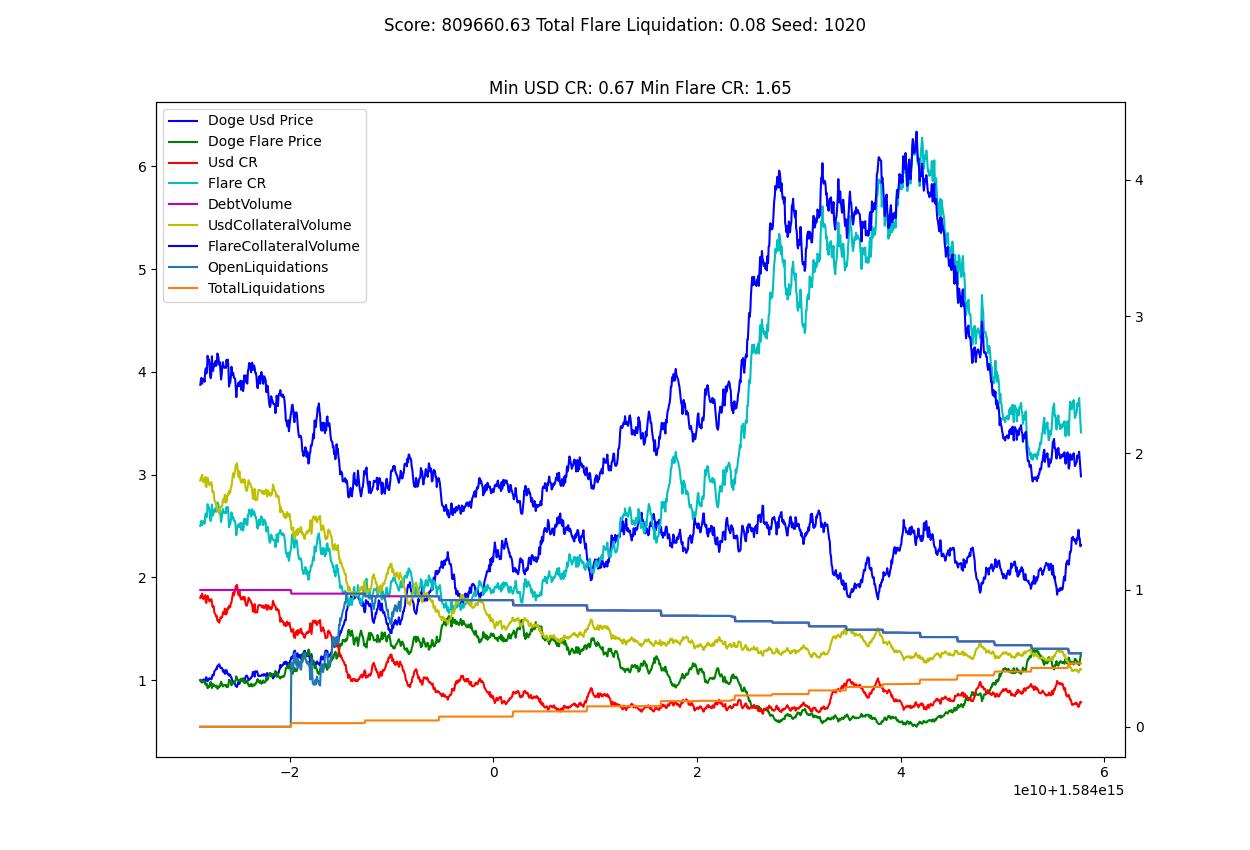 Score: 809660.63 Total Flare Liquidation: 0.08 Seed: 1020
Min USD CR: 0.67 Min Flare CR: 1.65
Doge Usd Price
Doge Flare Price
Usd CR
Flare CR
DebtVolume
UsdCollateralVolume
FlareCollateralVolume
OpenLiquidations
TotalLiquidations
6
5
4
3
2
1
4
3
2
1
0
−2
0
2
4
6
1e10+1.584e15